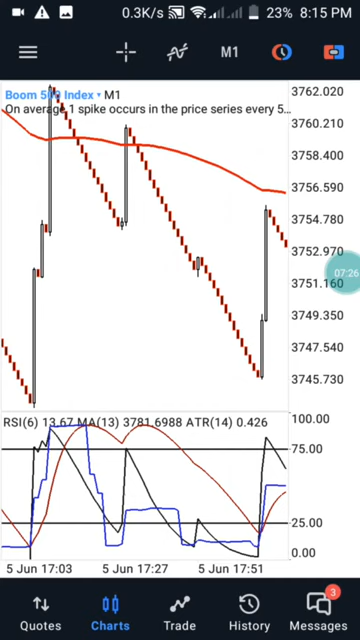 0.3K/s 23% 8:15 PM
M1
Boom 500 Index M1
On average 1 spike occurs in the price series every 5...
3762.020
3760.210
3758.400
3756.590
3754.780
3752.970
07:26
3751.160
3749.350
3747.540
3745.730
RSI(6) 13.67 MA(13) 3781.6988 ATR(14) 0.426
100.00
75.00
25.00
0.00
5 Jun 17:03 5 Jun 17:27 5 Jun 17:51
3
Quotes Charts Trade History Messages